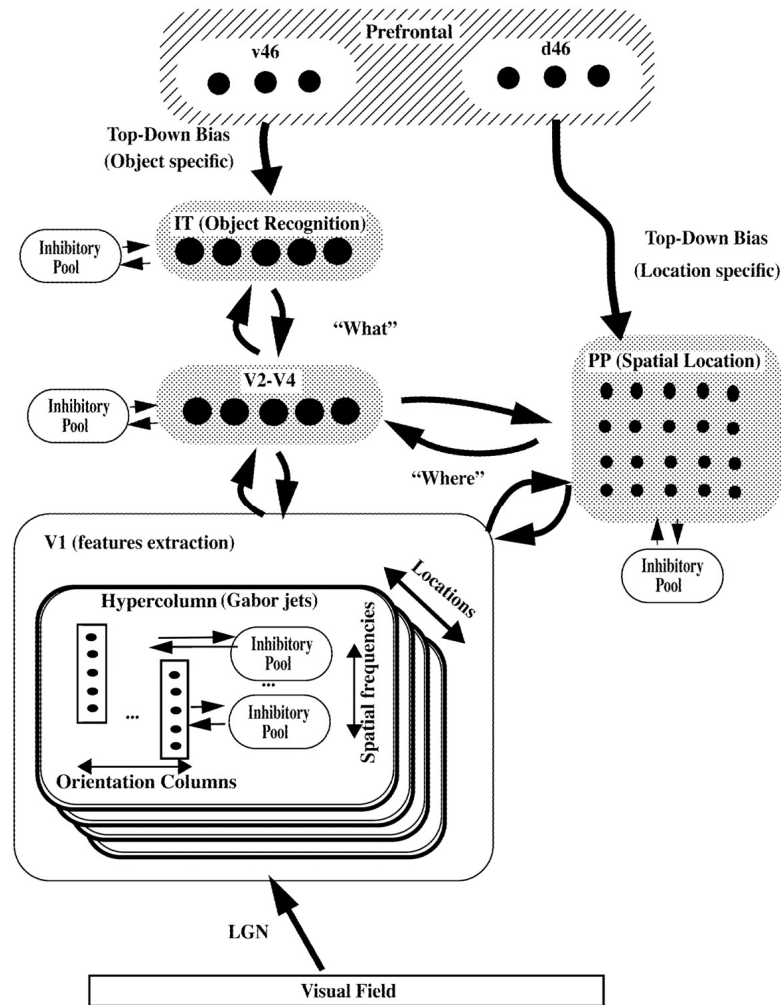 Prefrontal
v46
d46
Top-Down Bias
(Object specific)
IT (Object Recognition)
Inhibitory
Pool
Top-Down Bias
(Location specific)
“What”
PP (Spatial Location)
V2-V4
Inhibitory
Pool
“Where”
V1 (features extraction)
Locations
Inhibitory
Pool
Hypercolumn (Gabor jets)
Inhibitory
Pool
...
...
Inhibitory
Pool
Spatial frequencies
Orientation Columns
LGN
Visual Field